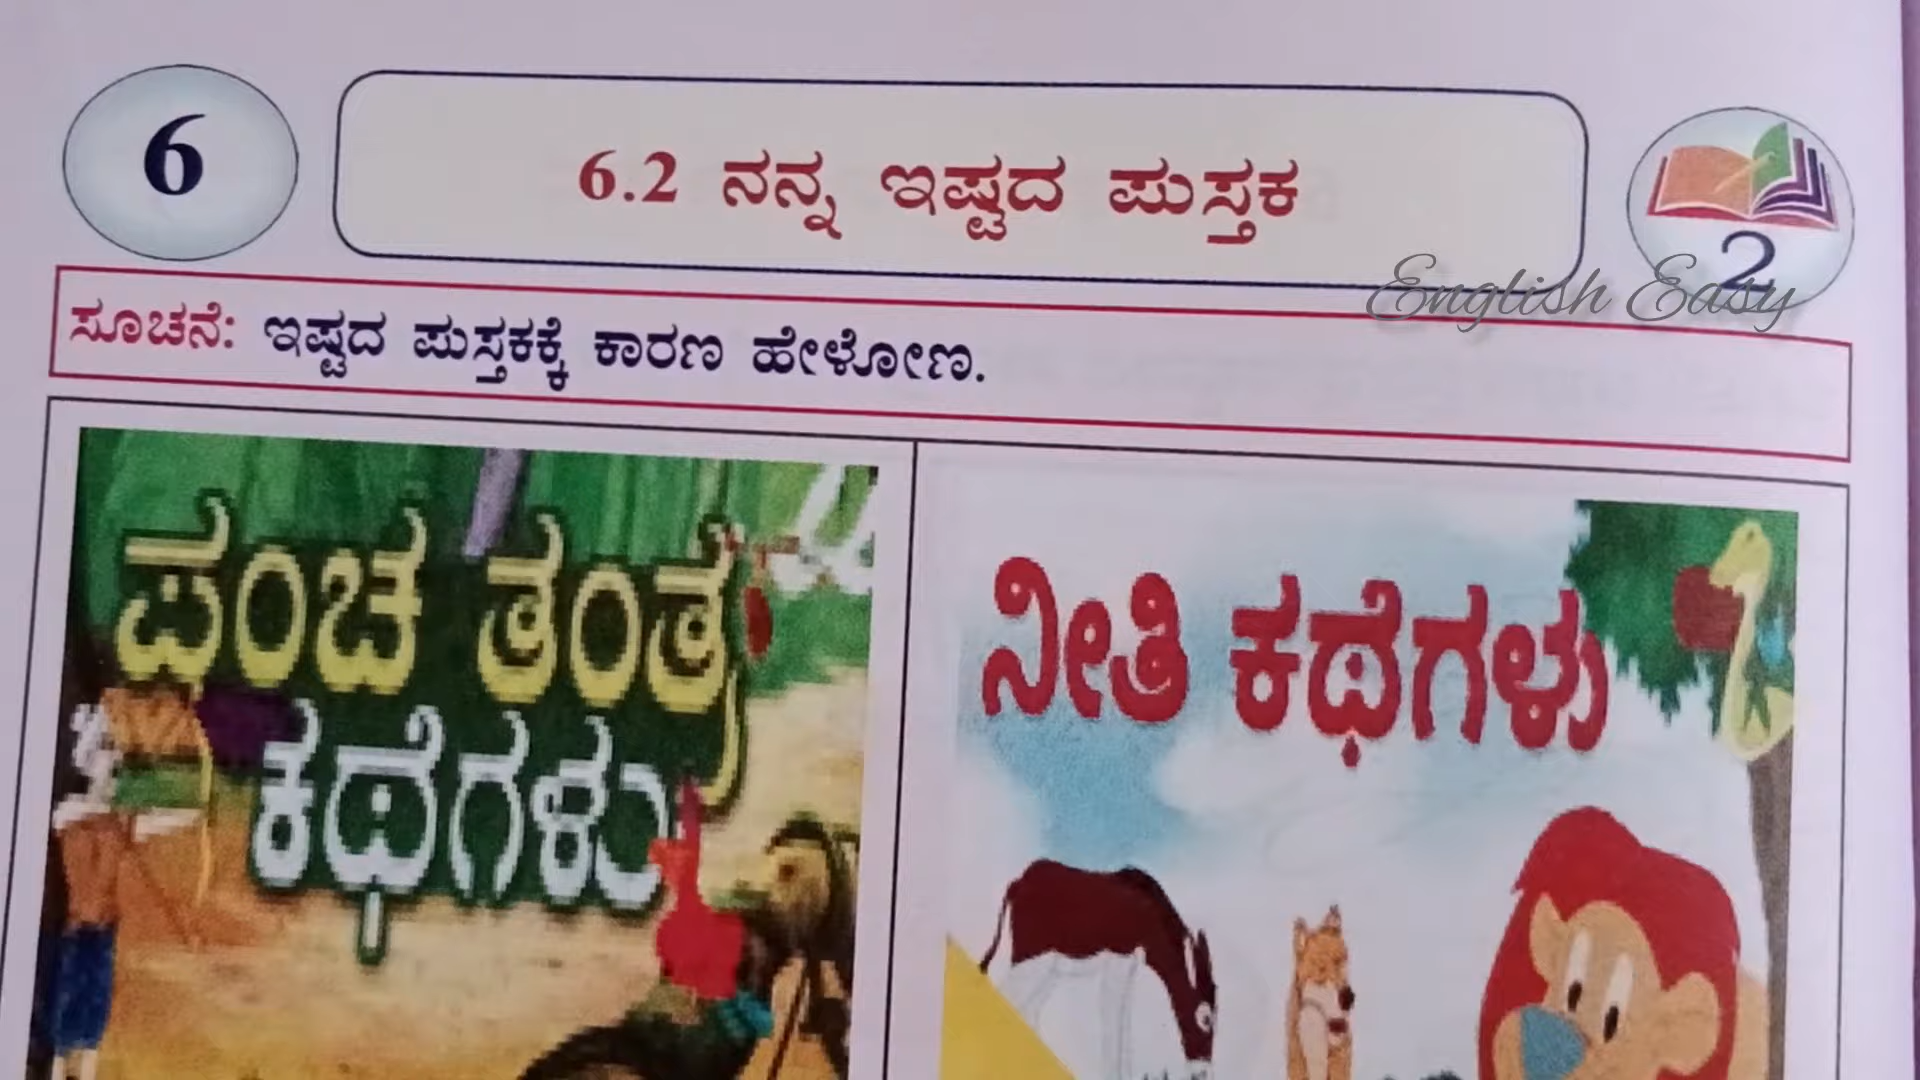 6
6.2 ನನ್ನ ಇಷ್ಟದ ಪುಸ್ತಕ
2
English Easy
ಸೂಚನೆ: ಇಷ್ಟದ ಪುಸ್ತಕಕ್ಕೆ ಕಾರಣ ಹೇಳೋಣ.
ಪಂಚ ತಂತ್ರ
ಕಥೆಗಳು
ನೀತಿ ಕಥೆಗಳು